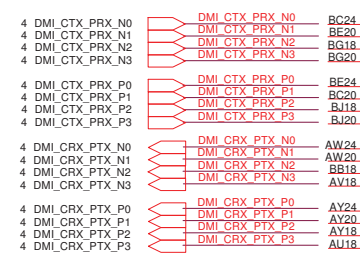 4 DMI_CTX_PRX_N0 DMI_CTX_PRX_N0 BC24
4 DMI_CTX_PRX_N1 DMI_CTX_PRX_N1 BE20
4 DMI_CTX_PRX_N2 DMI_CTX_PRX_N2 BG18
4 DMI_CTX_PRX_N3 DMI_CTX_PRX_N3 BG20
4 DMI_CTX_PRX_P0 DMI_CTX_PRX_P0 BE24
4 DMI_CTX_PRX_P1 DMI_CTX_PRX_P1 BC20
4 DMI_CTX_PRX_P2 DMI_CTX_PRX_P2 BJ18
4 DMI_CTX_PRX_P3 DMI_CTX_PRX_P3 BJ20
4 DMI_CRX_PTX_N0 DMI_CRX_PTX_N0 AW24
4 DMI_CRX_PTX_N1 DMI_CRX_PTX_N1 AW20
4 DMI_CRX_PTX_N2 DMI_CRX_PTX_N2 BB18
4 DMI_CRX_PTX_N3 DMI_CRX_PTX_N3 AV18
4 DMI_CRX_PTX_P0 DMI_CRX_PTX_P0 AY24
4 DMI_CRX_PTX_P1 DMI_CRX_PTX_P1 AY20
4 DMI_CRX_PTX_P2 DMI_CRX_PTX_P2 AY18
4 DMI_CRX_PTX_P3 DMI_CRX_PTX_P3 AU18